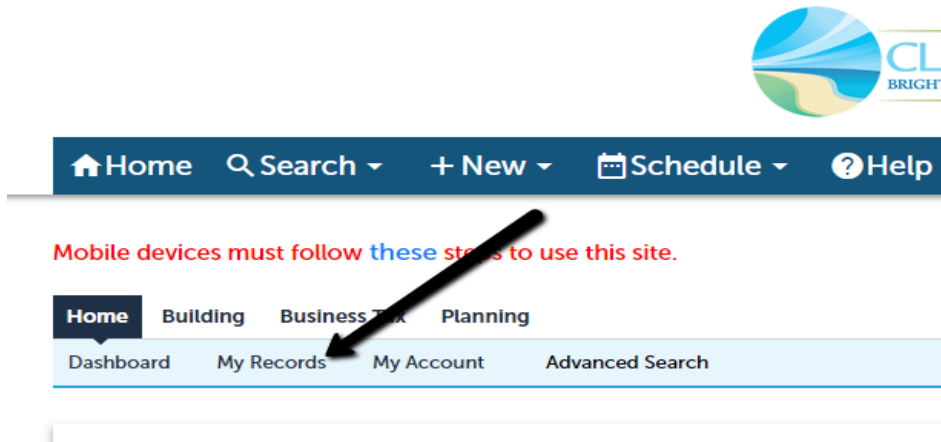 CL
BRIGHT
Home Search + New Schedule ? Help
Mobile devices must follow these steps to use this site.
Home Building Business Tax Planning
Dashboard My Records My Account Advanced Search